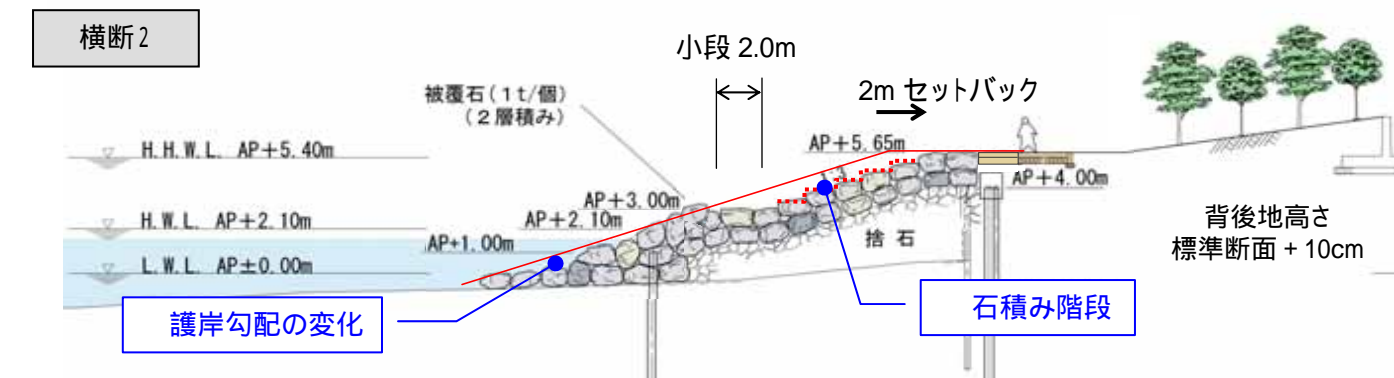 横断2
小段 2.0m
被覆石(1t/個)
(2層積み)
2m セットバック
H.H.W.L. AP+5.40m
AP+5.65m
AP+4.00m
AP+3.00m
H.W.L. AP+2.10m
AP+2.10m
AP+1.00m
L.W.L. AP±0.00m
捨石
背後地高さ
標準断面 + 10cm
護岸勾配の変化
石積み階段